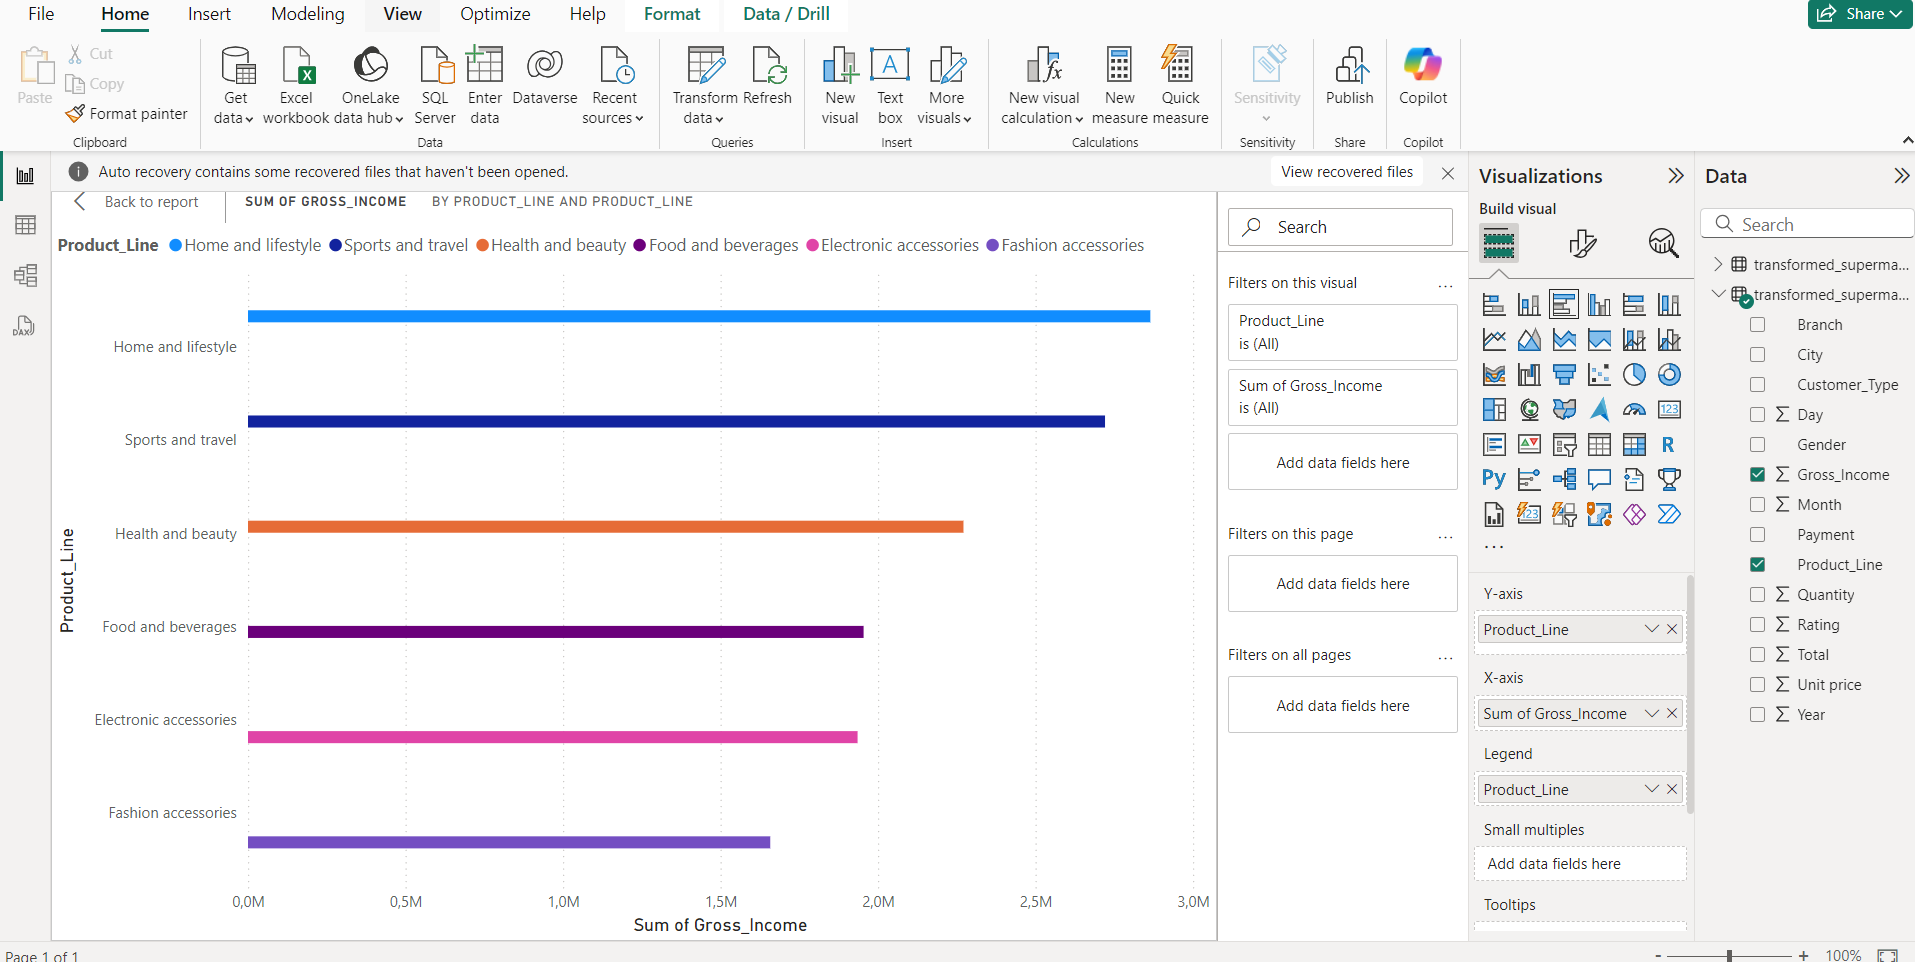 File Home Insert Modeling View Optimize Help Format Data / Drill Share
Paste Cut
Copy
Format painter
Clipboard
Get data
Excel workbook
OneLake data hub
SQL Server
Enter data
Dataverse
Recent sources
Data
Transform data
Refresh
Queries
New visual
A
Text box
More visuals
Insert
New visual calculation
New measure
Quick measure
Calculations
Sensitivity
Sensitivity
Publish
Share
Copilot
Copilot
Auto recovery contains some recovered files that haven't been opened.
View recovered files
Back to report
SUM OF GROSS_INCOME BY PRODUCT_LINE AND PRODUCT_LINE
Product_Line Home and lifestyle Sports and travel Health and beauty Food and beverages Electronic accessories Fashion accessories
Product_Line
Home and lifestyle
Sports and travel
Health and beauty
Food and beverages
Electronic accessories
Fashion accessories
0,0M 0,5M 1,0M 1,5M 2,0M 2,5M 3,0M
Sum of Gross_Income
Search
Filters on this visual ...
Product_Line
is (All)
Sum of Gross_Income
is (All)
Add data fields here
Filters on this page ...
Add data fields here
Filters on all pages ...
Add data fields here
Visualizations
Build visual
123
R
Py
123
...
Y-axis
Product_Line
X-axis
Sum of Gross_Income
Legend
Product_Line
Small multiples
Add data fields here
Tooltips
Data
Search
transformed_superma...
transformed_superma...
Branch
City
Customer_Type
Σ Day
Gender
Σ Gross_Income
Σ Month
Payment
Product_Line
Σ Quantity
Σ Rating
Σ Total
Σ Unit price
Σ Year
DAX
Page 1 of 1
- + 100%